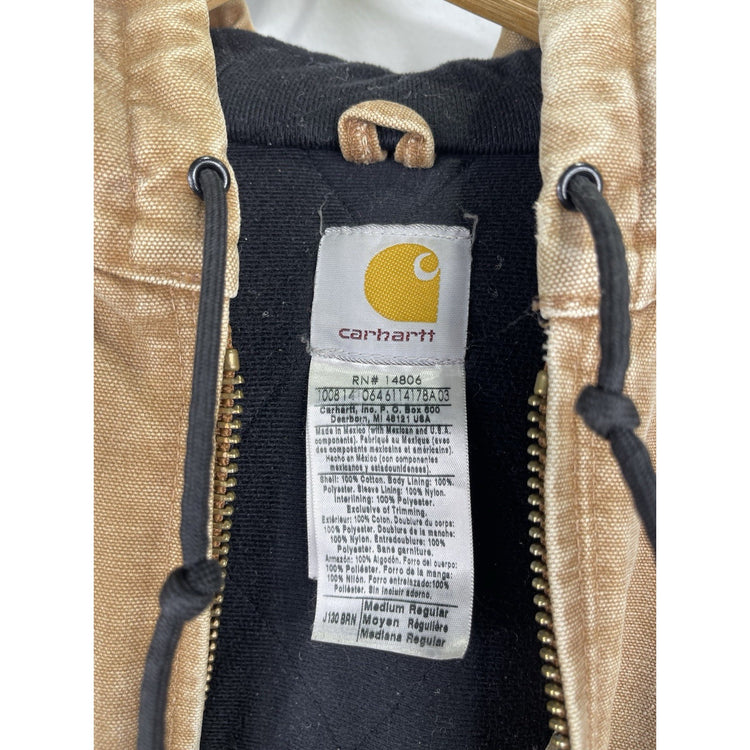 carhartt
RN# 14806
100814 0646114178A03
Carhartt, Inc. P. O. Box 600
Dearborn, MI 48121 USA
Made in Mexico (with Mexican and U.S.A.
components). Fabriqué au Mexique (avec
des composants mexicains et américains).
Hecho en México (con componentes
mexicanos y estadounidenses).
Shell: 100% Cotton. Body Lining: 100%
Polyester. Sleeve Lining: 100% Nylon.
Interlining: 100% Polyester.
Exclusive of Trimming.
Extérieur: 100% Coton. Doublure du corps:
100% Polyester. Doublure de la manche:
100% Nylon. Entredoublure: 100%
Polyester. Sans garniture.
Armazón: 100% Algodón. Forro del cuerpo:
100% Poliéster. Forro de la manga:
100% Nilón. Forro entrelazado:100%
Poliéster. Sin incluir adorno.
J130 BRN
Medium Regular
Moyen Régulière
Mediana Regular